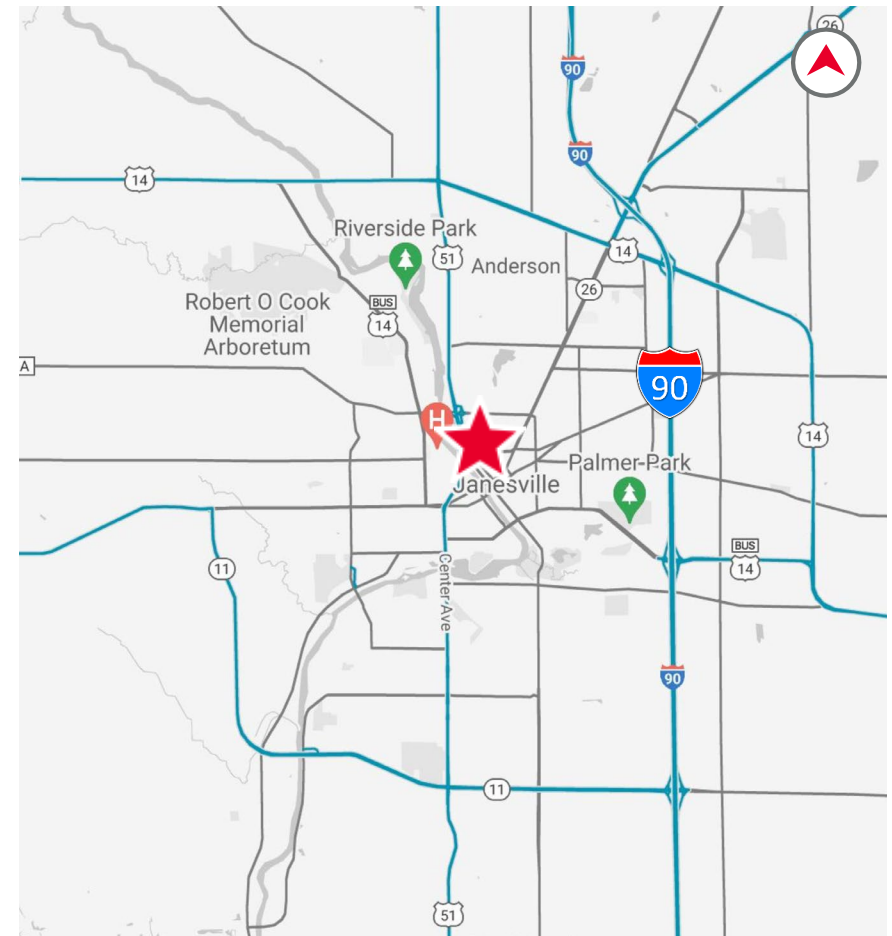 26
90
90
14
Riverside Park
51
14
Anderson
26
Robert O Cook
Memorial
Arboretum
BUS
14
A
90
H
14
Palmer Park
Janesville
BUS
14
11
Center Ave
90
11
51